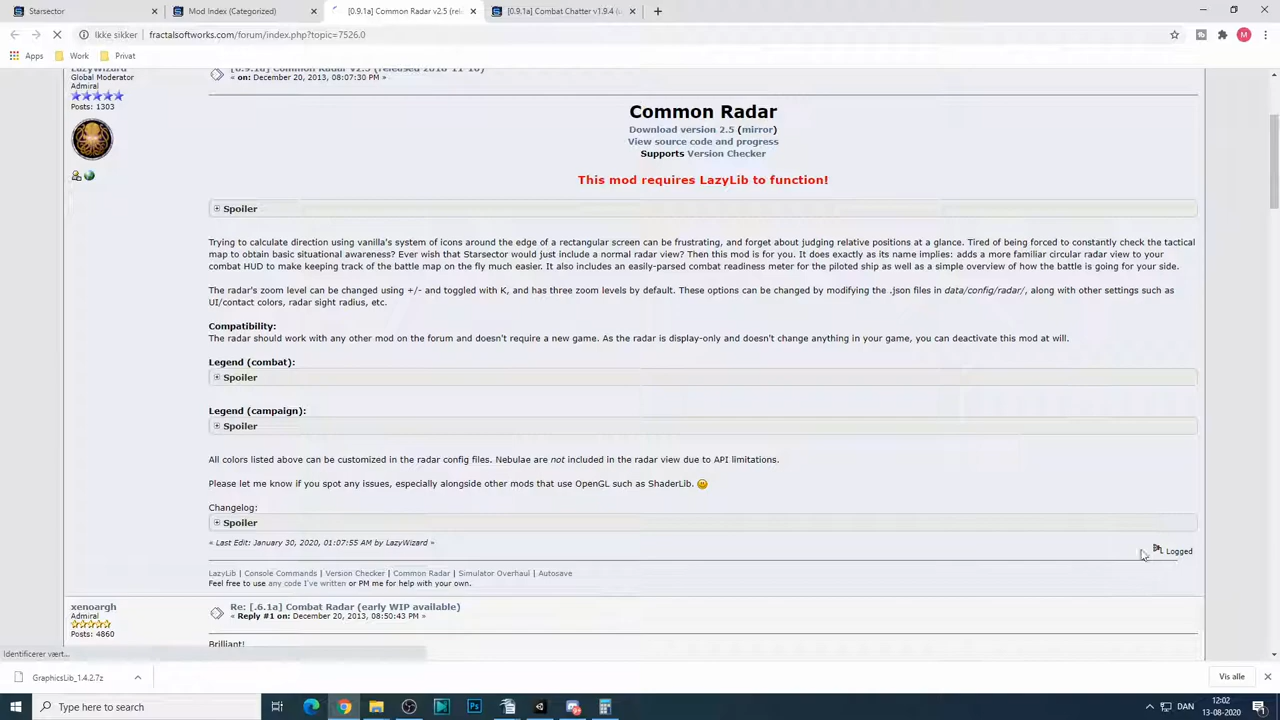 Starsector
Mod Index (Categorized)
[0.9.1a] Common Radar v2.5 (rel
[0.9.1a] Combat Chatter v1.9.4 (u
Ikke sikker
fractalsoftworks.com/forum/index.php?topic=7526.0
M
Apps
Work
Privat
LazyWizard
Global Moderator
Admiral
Posts: 1303
[0.9.1a] Common Radar v2.5 (released 2018-11-16)
« on: December 20, 2013, 08:07:30 PM »
Common Radar
Download version 2.5 (mirror)
View source code and progress
Supports Version Checker
This mod requires LazyLib to function!
Spoiler
Trying to calculate direction using vanilla's system of icons around the edge of a rectangular screen can be frustrating, and forget about judging relative positions at a glance. Tired of being forced to constantly check the tactical
map to obtain basic situational awareness? Ever wish that Starsector would just include a normal radar view? Then this mod is for you. It does exactly as its name implies: adds a more familiar circular radar view to your
combat HUD to make keeping track of the battle map on the fly much easier. It also includes an easily-parsed combat readiness meter for the piloted ship as well as a simple overview of how the battle is going for your side.
The radar's zoom level can be changed using +/- and toggled with K, and has three zoom levels by default. These options can be changed by modifying the .json files in data/config/radar/, along with other settings such as
UI/contact colors, radar sight radius, etc.
Compatibility:
The radar should work with any other mod on the forum and doesn't require a new game. As the radar is display-only and doesn't change anything in your game, you can deactivate this mod at will.
Legend (combat):
Spoiler
Legend (campaign):
Spoiler
All colors listed above can be customized in the radar config files. Nebulae are not included in the radar view due to API limitations.
Please let me know if you spot any issues, especially alongside other mods that use OpenGL such as ShaderLib.
Changelog:
Spoiler
« Last Edit: January 30, 2020, 01:07:55 AM by LazyWizard »
Logged
LazyLib | Console Commands | Version Checker | Common Radar | Simulator Overhaul | Autosave
Feel free to use any code I've written or PM me for help with your own.
xenoargh
Admiral
Posts: 4860
Re: [.6.1a] Combat Radar (early WIP available)
« Reply #1 on: December 20, 2013, 08:50:43 PM »
Brilliant!
Identificerer vært...
GraphicsLib_1.4.2.7z
Vis alle
Type here to search
DAN
12:02
13-08-2020